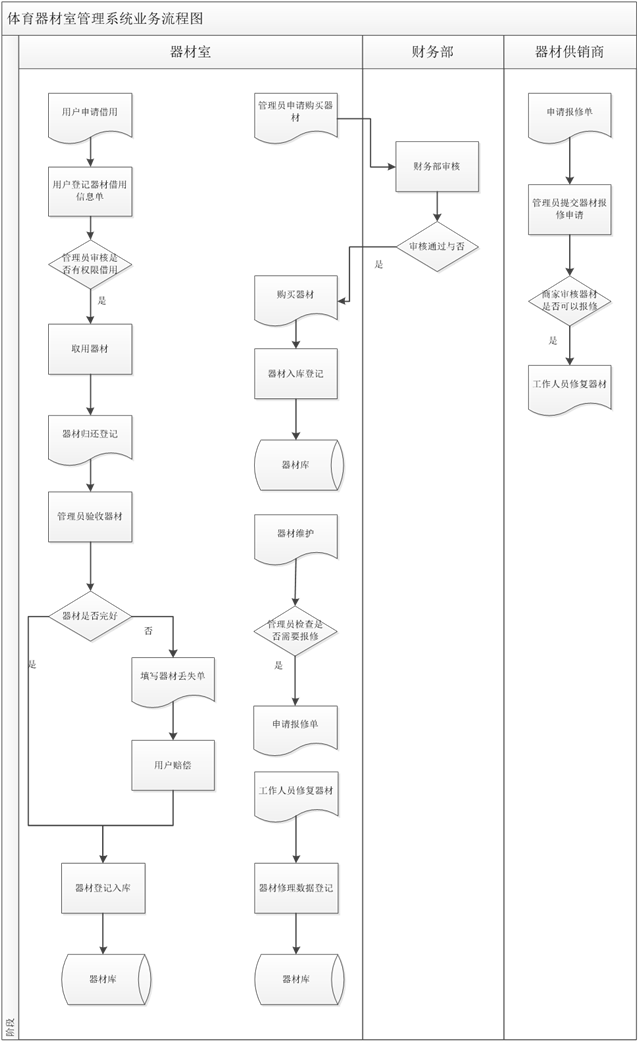 体育器材室管理系统业务流程图
器材室
财务部
器材供销商
用户申请借用
用户登记器材借用
信息单
管理员审核是
否有权限借用
是
取用器材
器材归还登记
管理员验收器材
器材是否完好
否
是
填写器材丢失单
用户赔偿
器材登记入库
器材库
管理员申请购买器
材
财务部审核
审核通过与否
是
购买器材
器材入库登记
器材库
器材维护
管理员检查是
否需要报修
是
申请报修单
工作人员修复器材
器材修理数据登记
器材库
申请报修单
管理员提交器材报
修申请
商家审核器材
是否可以报修
是
工作人员修复器材
阶段